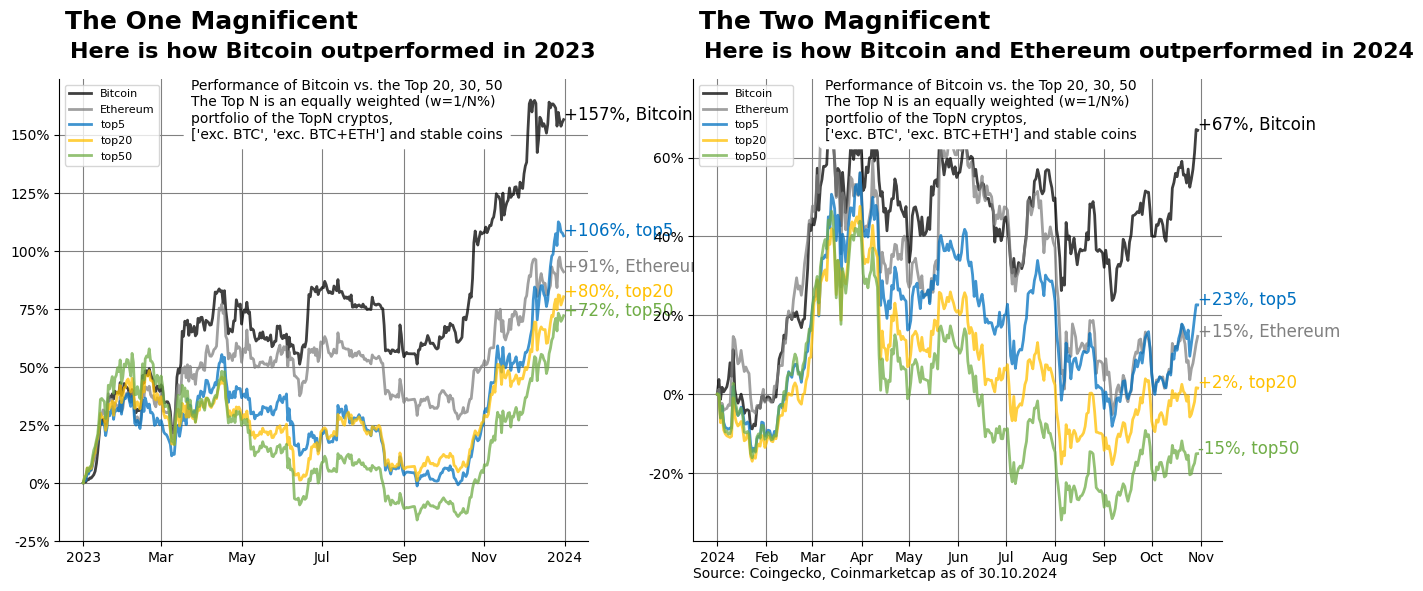 The One Magnificent
Here is how Bitcoin outperformed in 2023
Bitcoin
Ethereum
top5
top20
top50
Performance of Bitcoin vs. the Top 20, 30, 50
The Top N is an equally weighted (w=1/N%)
portfolio of the TopN cryptos,
['exc. BTC', 'exc. BTC+ETH'] and stable coins
150%
125%
100%
75%
50%
25%
0%
-25%
+157%, Bitcoin
+106%, top5
+91%, Ethereum
+80%, top20
+72%, top50
2023 Mar May Jul Sep Nov 2024
The Two Magnificent
Here is how Bitcoin and Ethereum outperformed in 2024
Bitcoin
Ethereum
top5
top20
top50
Performance of Bitcoin vs. the Top 20, 30, 50
The Top N is an equally weighted (w=1/N%)
portfolio of the TopN cryptos,
['exc. BTC', 'exc. BTC+ETH'] and stable coins
60%
40%
20%
0%
-20%
+67%, Bitcoin
+23%, top5
+15%, Ethereum
+2%, top20
-15%, top50
2024 Feb Mar Apr May Jun Jul Aug Sep Oct Nov
Source: Coingecko, Coinmarketcap as of 30.10.2024